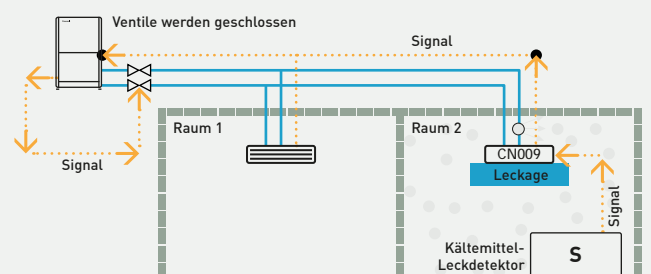 Ventile werden geschlossen
Signal
Raum 1
Raum 2
CN009
Signal
Leckage
Signal
Kältemittel-
Leckdetektor
S